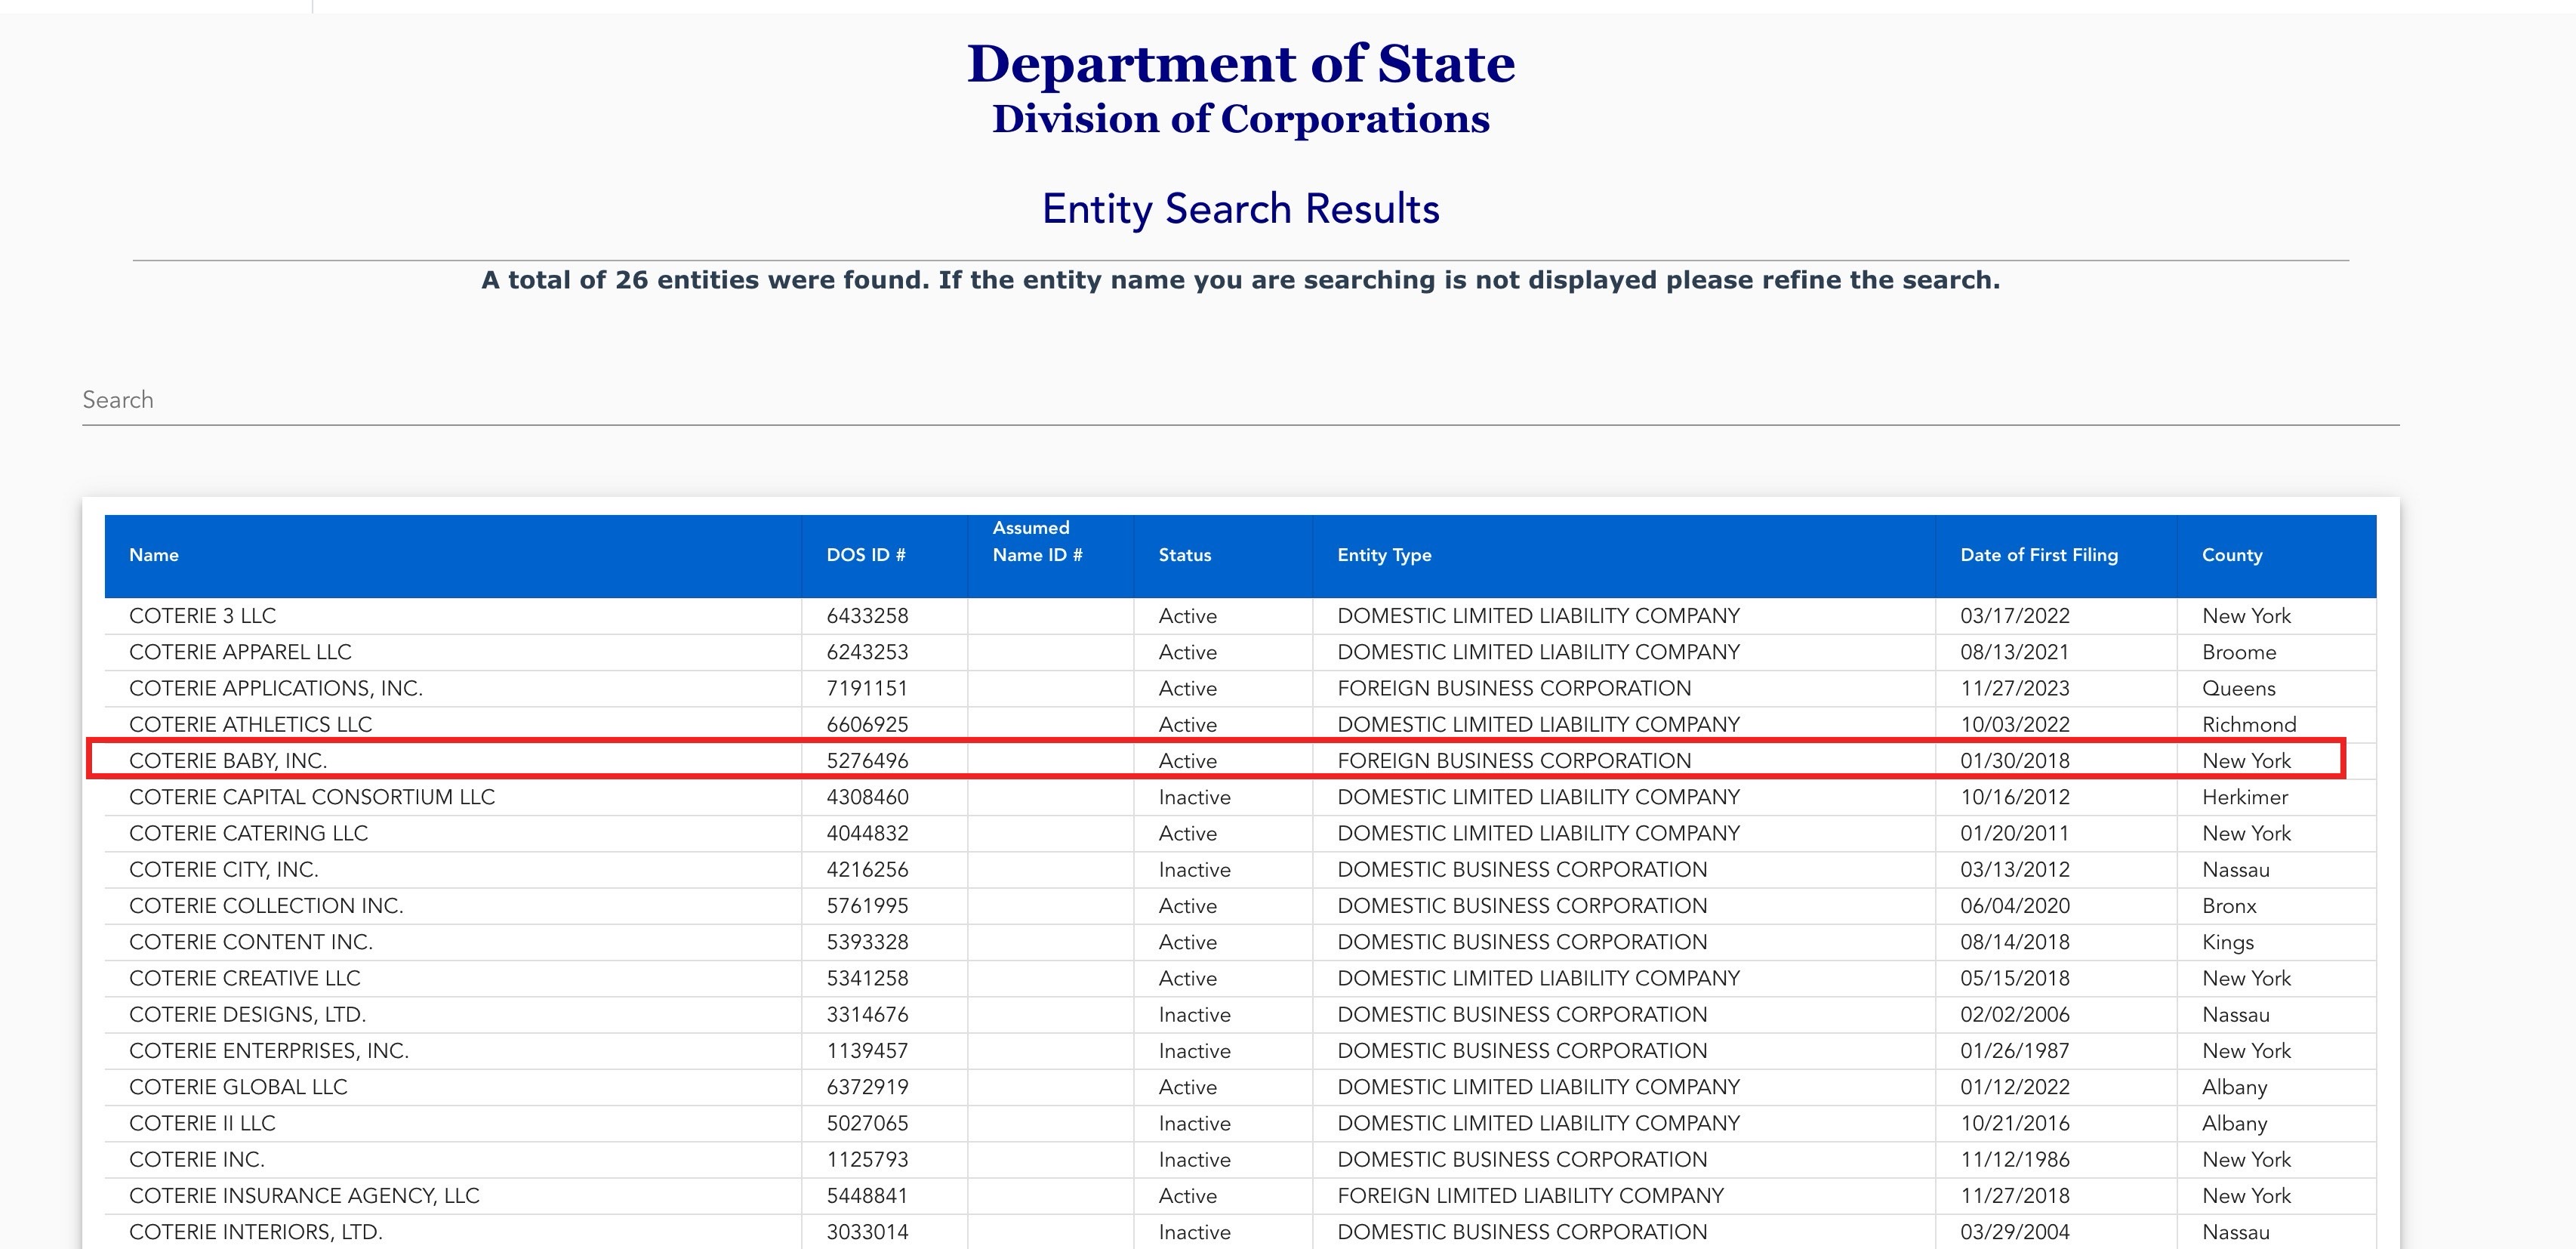 Department of State
Division of Corporations
Entity Search Results
A total of 26 entities were found. If the entity name you are searching is not displayed please refine the search.
Search
Name DOS ID # Assumed Name ID # Status Entity Type Date of First Filing County
COTERIE 3 LLC 6433258 Active DOMESTIC LIMITED LIABILITY COMPANY 03/17/2022 New York
COTERIE APPAREL LLC 6243253 Active DOMESTIC LIMITED LIABILITY COMPANY 08/13/2021 Broome
COTERIE APPLICATIONS, INC. 7191151 Active FOREIGN BUSINESS CORPORATION 11/27/2023 Queens
COTERIE ATHLETICS LLC 6606925 Active DOMESTIC LIMITED LIABILITY COMPANY 10/03/2022 Richmond
COTERIE BABY, INC. 5276496 Active FOREIGN BUSINESS CORPORATION 01/30/2018 New York
COTERIE CAPITAL CONSORTIUM LLC 4308460 Inactive DOMESTIC LIMITED LIABILITY COMPANY 10/16/2012 Herkimer
COTERIE CATERING LLC 4044832 Active DOMESTIC LIMITED LIABILITY COMPANY 01/20/2011 New York
COTERIE CITY, INC. 4216256 Inactive DOMESTIC BUSINESS CORPORATION 03/13/2012 Nassau
COTERIE COLLECTION INC. 5761995 Active DOMESTIC BUSINESS CORPORATION 06/04/2020 Bronx
COTERIE CONTENT INC. 5393328 Active DOMESTIC BUSINESS CORPORATION 08/14/2018 Kings
COTERIE CREATIVE LLC 5341258 Active DOMESTIC LIMITED LIABILITY COMPANY 05/15/2018 New York
COTERIE DESIGNS, LTD. 3314676 Inactive DOMESTIC BUSINESS CORPORATION 02/02/2006 Nassau
COTERIE ENTERPRISES, INC. 1139457 Inactive DOMESTIC BUSINESS CORPORATION 01/26/1987 New York
COTERIE GLOBAL LLC 6372919 Active DOMESTIC LIMITED LIABILITY COMPANY 01/12/2022 Albany
COTERIE II LLC 5027065 Inactive DOMESTIC LIMITED LIABILITY COMPANY 10/21/2016 Albany
COTERIE INC. 1125793 Inactive DOMESTIC BUSINESS CORPORATION 11/12/1986 New York
COTERIE INSURANCE AGENCY, LLC 5448841 Active FOREIGN LIMITED LIABILITY COMPANY 11/27/2018 New York
COTERIE INTERIORS, LTD. 3033014 Inactive DOMESTIC BUSINESS CORPORATION 03/29/2004 Nassau